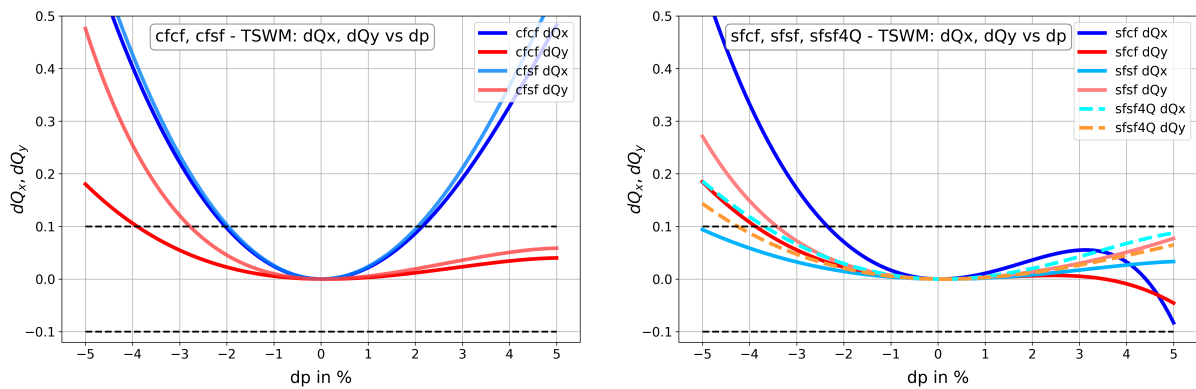 cfcf, cfsf - TSWM: dQx, dQy vs dp
cfcf dQx
cfcf dQy
cfsf dQx
cfsf dQy
0.5
0.4
0.3
0.2
0.1
0.0
−0.1
dQx, dQy
−5 −4 −3 −2 −1 0 1 2 3 4 5
dp in %
sfcf, sfsf, sfsf4Q - TSWM: dQx, dQy vs dp
sfcf dQx
sfcf dQy
sfsf dQx
sfsf dQy
sfsf4Q dQx
sfsf4Q dQy
0.5
0.4
0.3
0.2
0.1
0.0
−0.1
dQx, dQy
−5 −4 −3 −2 −1 0 1 2 3 4 5
dp in %